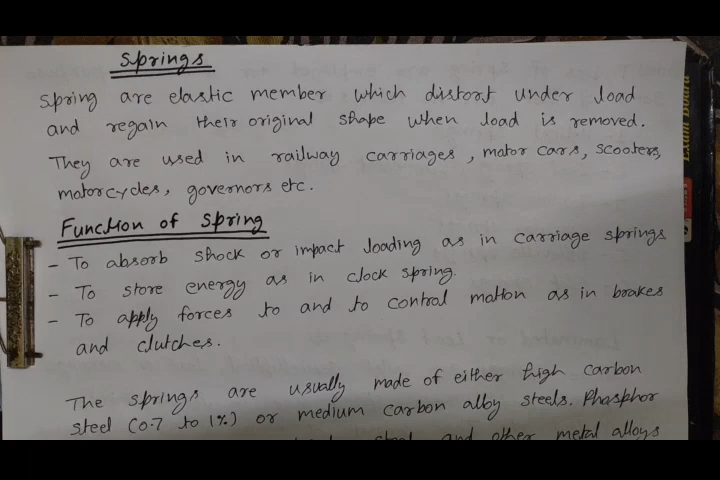 Springs
Spring are elastic member which distort under load
and regain their original shape when load is removed.
They are used in railway carriages, motor cars, scooters,
motorcycles, governors etc.
Function of Spring
- To absorb shock or impact loading as in carriage springs
- To store energy as in clock spring.
- To apply forces to and to control motion as in brakes
and clutches.
The springs are usually made of either high carbon
steel (0.7 to 1%) or medium carbon alloy steels. Phosphor
steel and other metal alloys
Exam Board